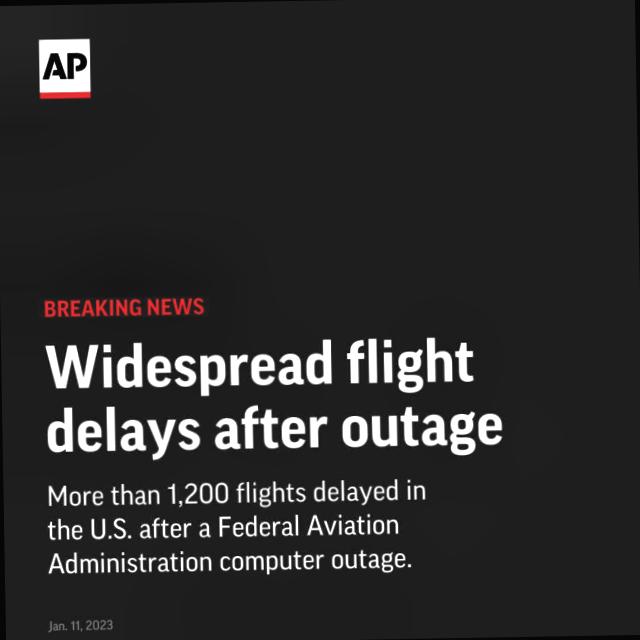 AP
BREAKING NEWS
Widespread flight
delays after outage
More than 1,200 flights delayed in
the U.S. after a Federal Aviation
Administration computer outage.
Jan. 11, 2023